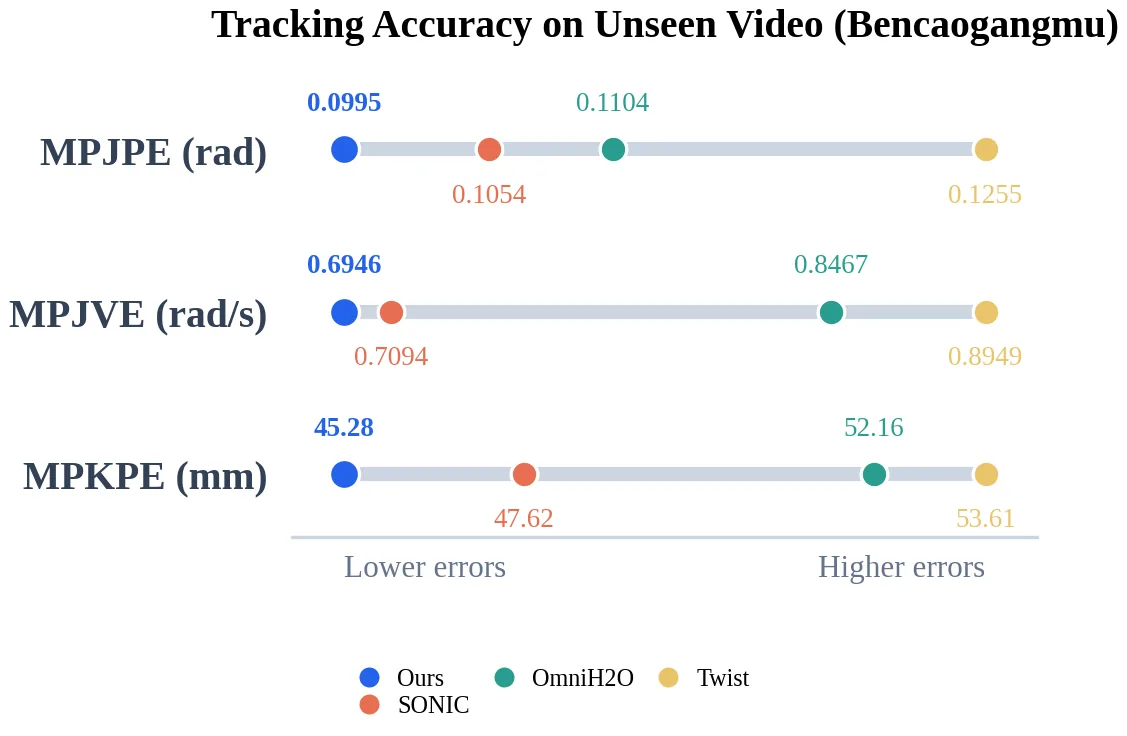 Tracking Accuracy on Unseen Video (Bencaogangmu)
0.0995 0.1104
MPJPE (rad)
0.1054 0.1255
0.6946 0.8467
MPJVE (rad/s)
0.7094 0.8949
45.28 52.16
MPKPE (mm)
47.62 53.61
Lower errors Higher errors
Ours OmniH2O Twist
SONIC